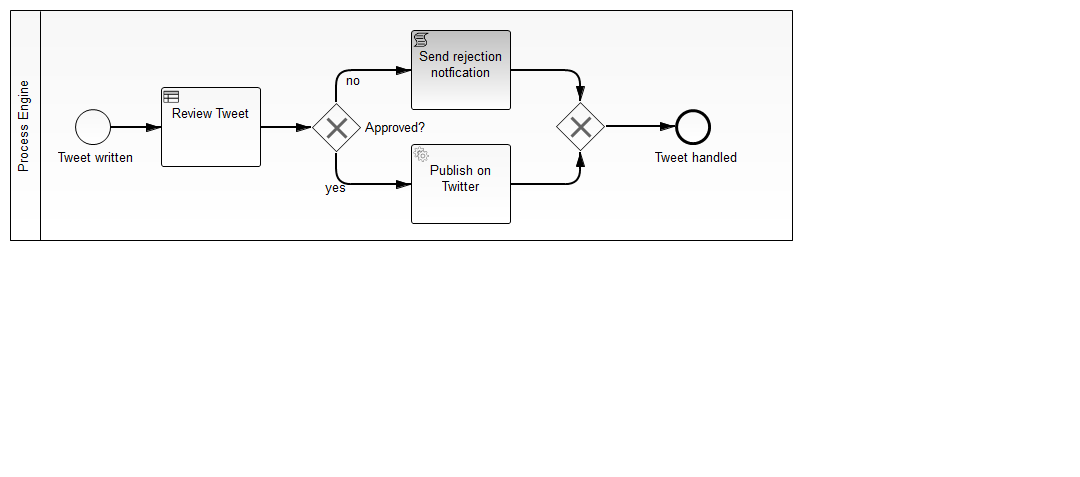 Process Engine
Tweet written
Review Tweet
Approved?
no
yes
Send rejection
notfication
Publish on
Twitter
Tweet handled